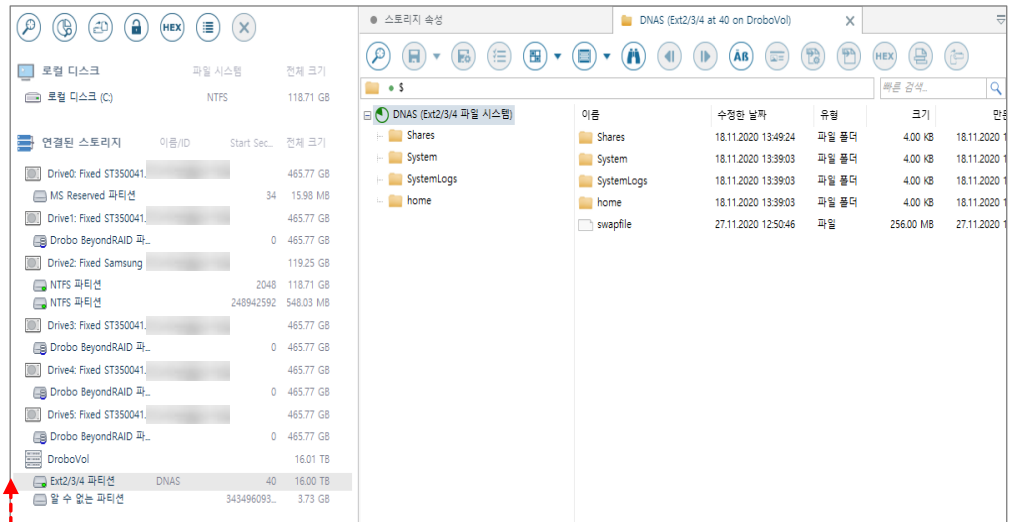 HEX
로컬 디스크 파일 시스템 전체 크기
로컬 디스크 (C:) NTFS 118.71 GB
연결된 스토리지 이름/ID Start Sec... 전체 크기
Drive0: Fixed ST350041. 465.77 GB
MS Reserved 파티션 34 15.98 MB
Drive1: Fixed ST350041. 465.77 GB
Drobo BeyondRAID 파... 0 465.77 GB
Drive2: Fixed Samsung 119.25 GB
NTFS 파티션 2048 118.71 GB
NTFS 파티션 248942592 548.03 MB
Drive3: Fixed ST350041. 465.77 GB
Drobo BeyondRAID 파... 0 465.77 GB
Drive4: Fixed ST350041. 465.77 GB
Drobo BeyondRAID 파... 0 465.77 GB
Drive5: Fixed ST350041. 465.77 GB
Drobo BeyondRAID 파... 0 465.77 GB
DroboVol 16.01 TB
Ext2/3/4 파티션 DNAS 40 16.00 TB
알 수 없는 파티션 343496093... 3.73 GB
스토리지 속성 DNAS (Ext2/3/4 at 40 on DroboVol)
ÄB HEX
$ 빠른 검색...
DNAS (Ext2/3/4 파일 시스템)
Shares
System
SystemLogs
home
이름 수정한 날짜 유형 크기 만든
Shares 18.11.2020 13:49:24 파일 폴더 4.00 KB 18.11.2020 1
System 18.11.2020 13:39:03 파일 폴더 4.00 KB 18.11.2020 1
SystemLogs 18.11.2020 13:39:03 파일 폴더 4.00 KB 18.11.2020 1
home 18.11.2020 13:39:03 파일 폴더 4.00 KB 18.11.2020 1
swapfile 27.11.2020 12:50:46 파일 256.00 MB 27.11.2020 1